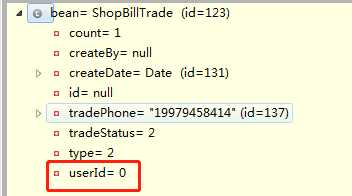 bean= ShopBillTrade (id=123)
count= 1
createBy= null
createDate= Date (id=131)
id= null
tradePhone= "19979458414" (id=137)
tradeStatus= 2
type= 2
userId= 0